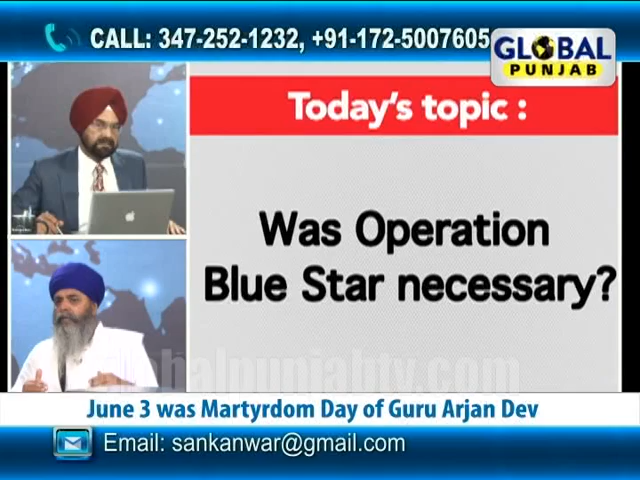 CALL: 347-252-1232, +91-172-5007605
GLOBAL
PUNJAB
Today's topic :
Was Operation
Blue Star necessary?
globalpunjabtv.com
June 3 was Martyrdom Day of Guru Arjan Dev
Email: sankanwar@gmail.com